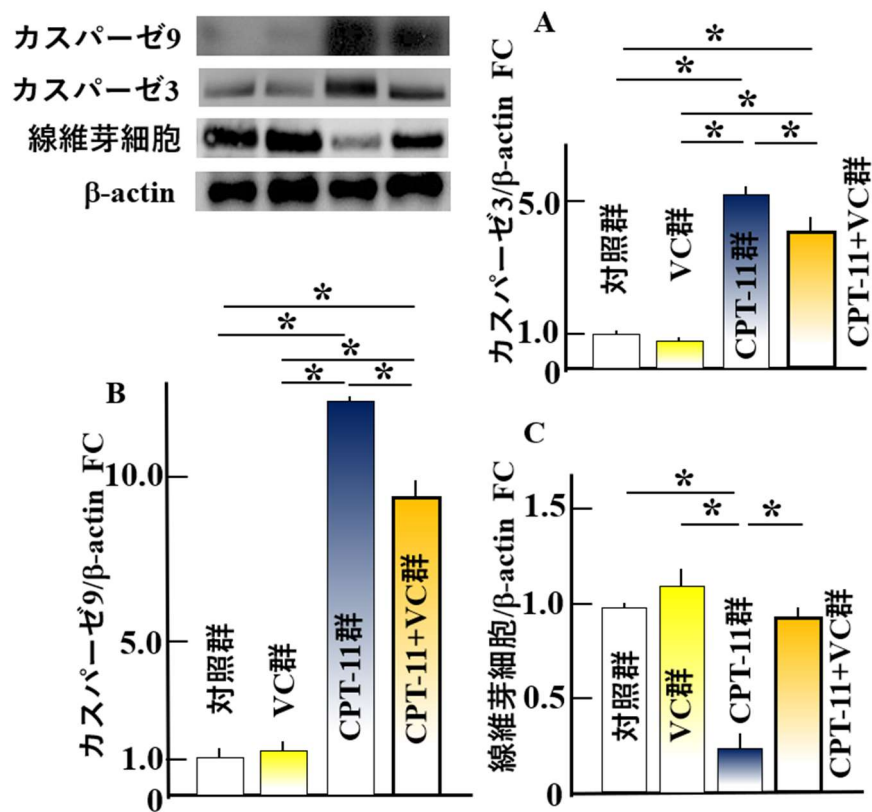 カスパーゼ9
カスパーゼ3
線維芽細胞
β-actin
A
*
*
*
*
*
カスパーゼ3/β-actin FC
5.0
1.0
0
対照群
VC群
CPT-11群
CPT-11+VC群
B
*
*
*
*
*
カスパーゼ9/β-actin FC
10.0
5.0
1.0
0
対照群
VC群
CPT-11群
CPT-11+VC群
C
*
*
*
線維芽細胞/β-actin FC
1.5
1.0
0.5
0
対照群
VC群
CPT-11群
CPT-11+VC群